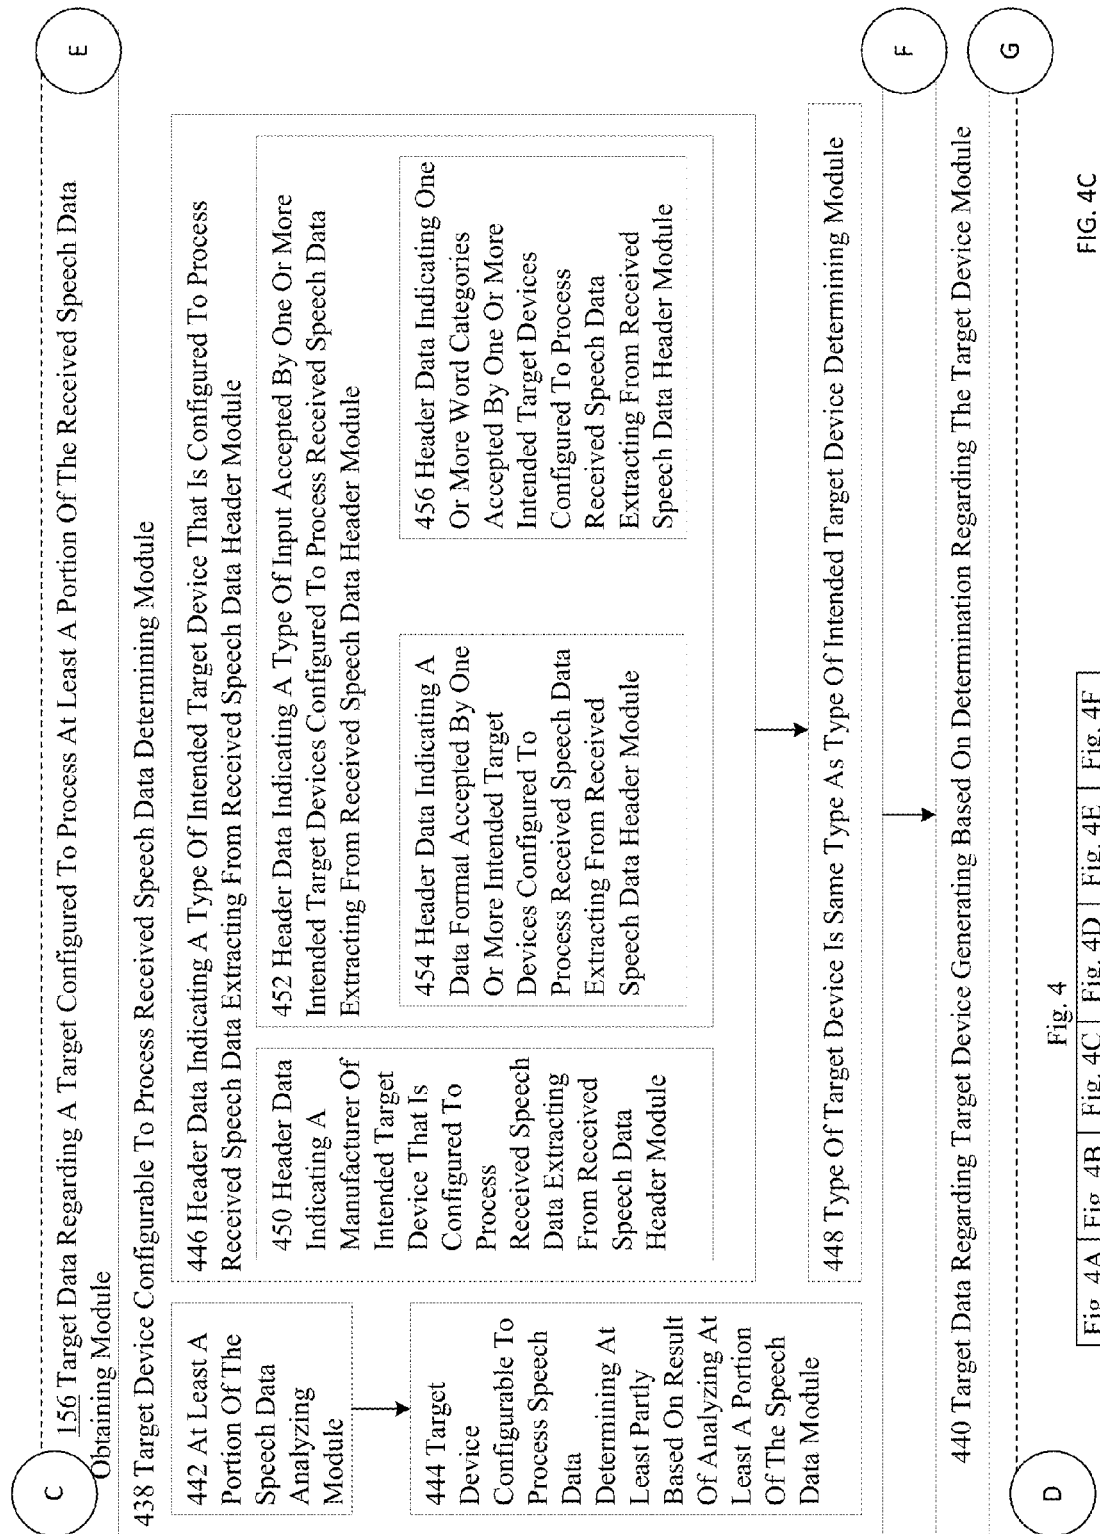 C
E
156 Target Data Regarding A Target Configured To Process At Least A Portion Of The Received Speech Data
Obtaining Module
438 Target Device Configurable To Process Received Speech Data Determining Module
442 At Least A
Portion Of The
Speech Data
Analyzing
Module
444 Target
Device
Configurable To
Process Speech
Data
Determining At
Least Partly
Based On Result
Of Analyzing At
Least A Portion
Of The Speech
Data Module
446 Header Data Indicating A Type Of Intended Target Device That Is Configured To Process
Received Speech Data Extracting From Received Speech Data Header Module
450 Header Data
Indicating A
Manufacturer Of
Intended Target
Device That Is
Configured To
Process
Received Speech
Data Extracting
From Received
Speech Data
Header Module
452 Header Data Indicating A Type Of Input Accepted By One Or More
Intended Target Devices Configured To Process Received Speech Data
Extracting From Received Speech Data Header Module
454 Header Data Indicating A
Data Format Accepted By One
Or More Intended Target
Devices Configured To
Process Received Speech Data
Extracting From Received
Speech Data Header Module
456 Header Data Indicating One
Or More Word Categories
Accepted By One Or More
Intended Target Devices
Configured To Process
Received Speech Data
Extracting From Received
Speech Data Header Module
448 Type Of Target Device Is Same Type As Type Of Intended Target Device Determining Module
F
440 Target Data Regarding Target Device Generating Based On Determination Regarding The Target Device Module
D
G
Fig. 4
Fig. 4A Fig. 4B Fig. 4C Fig. 4D Fig. 4E Fig. 4F
FIG. 4C